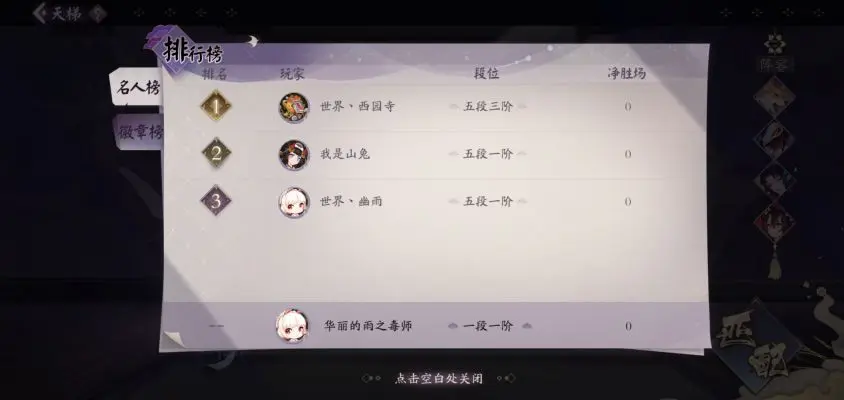 天梯 ?
排行榜
名人榜
徽章榜
排名 玩家 段位 净胜场
1 世界、西园寺 五段三阶 0
2 我是山兔 五段一阶 0
3 世界、幽雨 五段一阶 0
-- 华丽的雨之毒师 一段一阶 0
阵容
匹配
点击空白处关闭